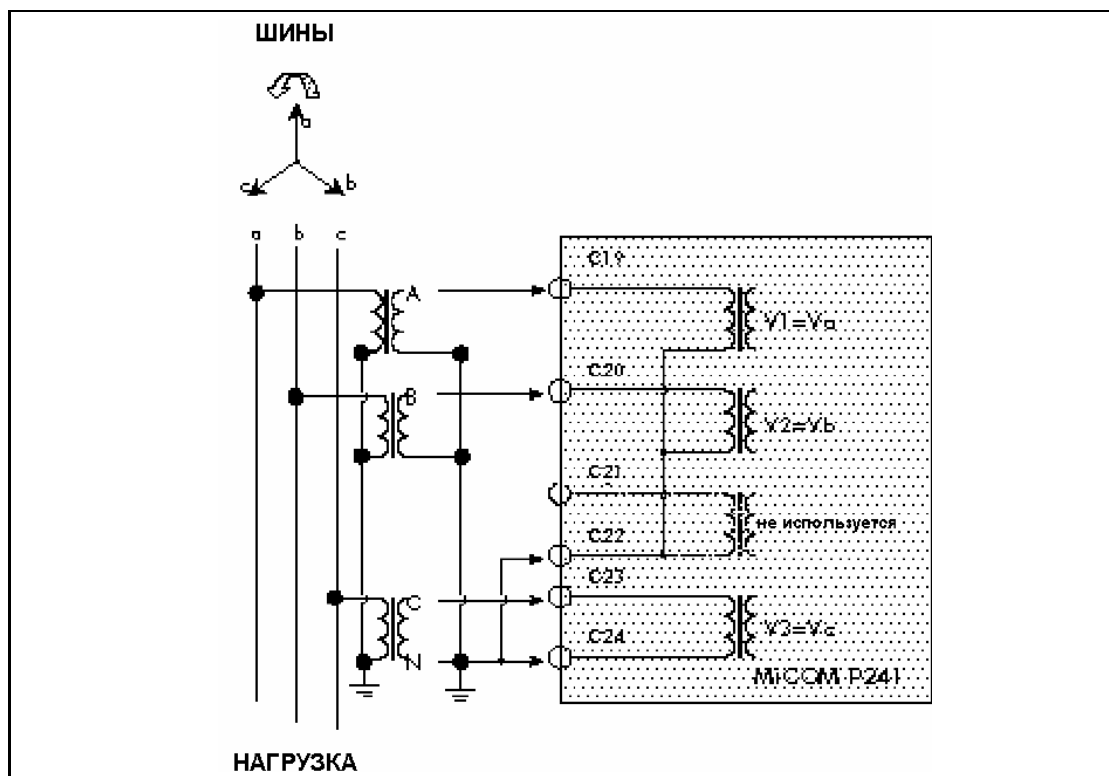 ШИНЫ
a
c
b
a b c
A
C19
V1=Va
B
C20
V2=Vb
C21
не используется
C22
C
C23
V3=Vc
N
C24
MiCOM P241
НАГРУЗКА